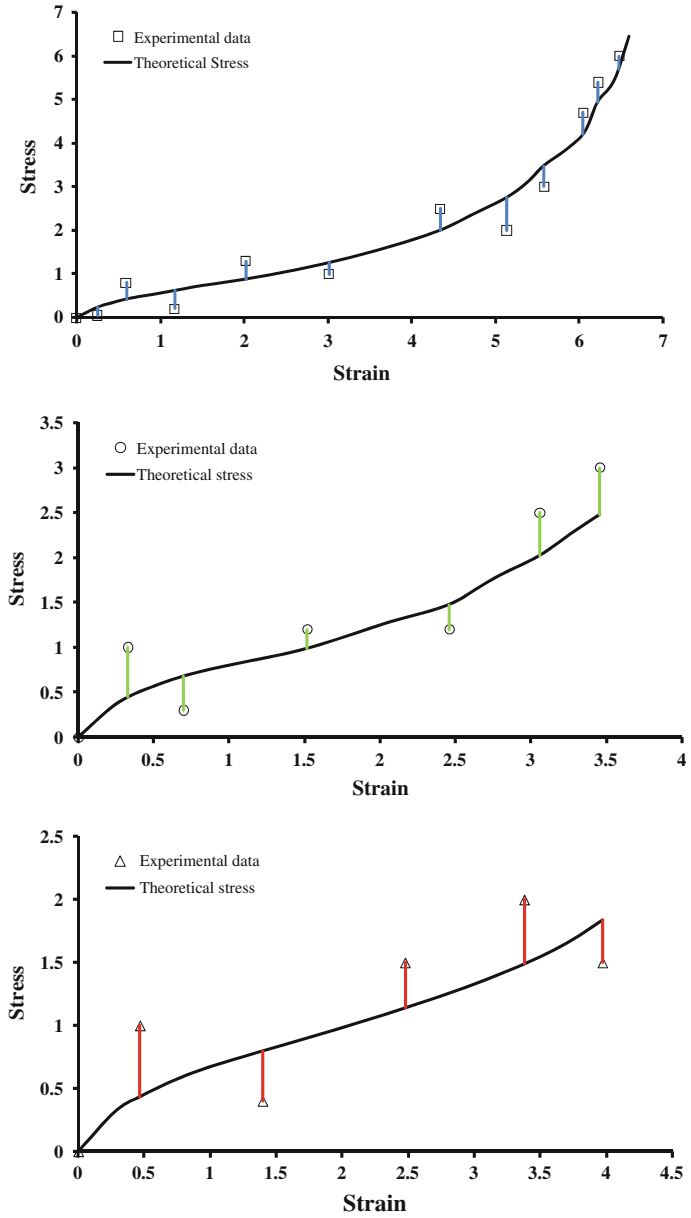 7
6
5
4
3
2
1
0
Stress
Experimental data
Theoretical Stress
0 1 2 3 4 5 6 7
Strain
3.5
3
2.5
2
1.5
1
0.5
0
Stress
Experimental data
Theoretical stress
0 0.5 1 1.5 2 2.5 3 3.5 4
Strain
2.5
2
1.5
1
0.5
0
Stress
Experimental data
Theoretical stress
0 0.5 1 1.5 2 2.5 3 3.5 4 4.5
Strain